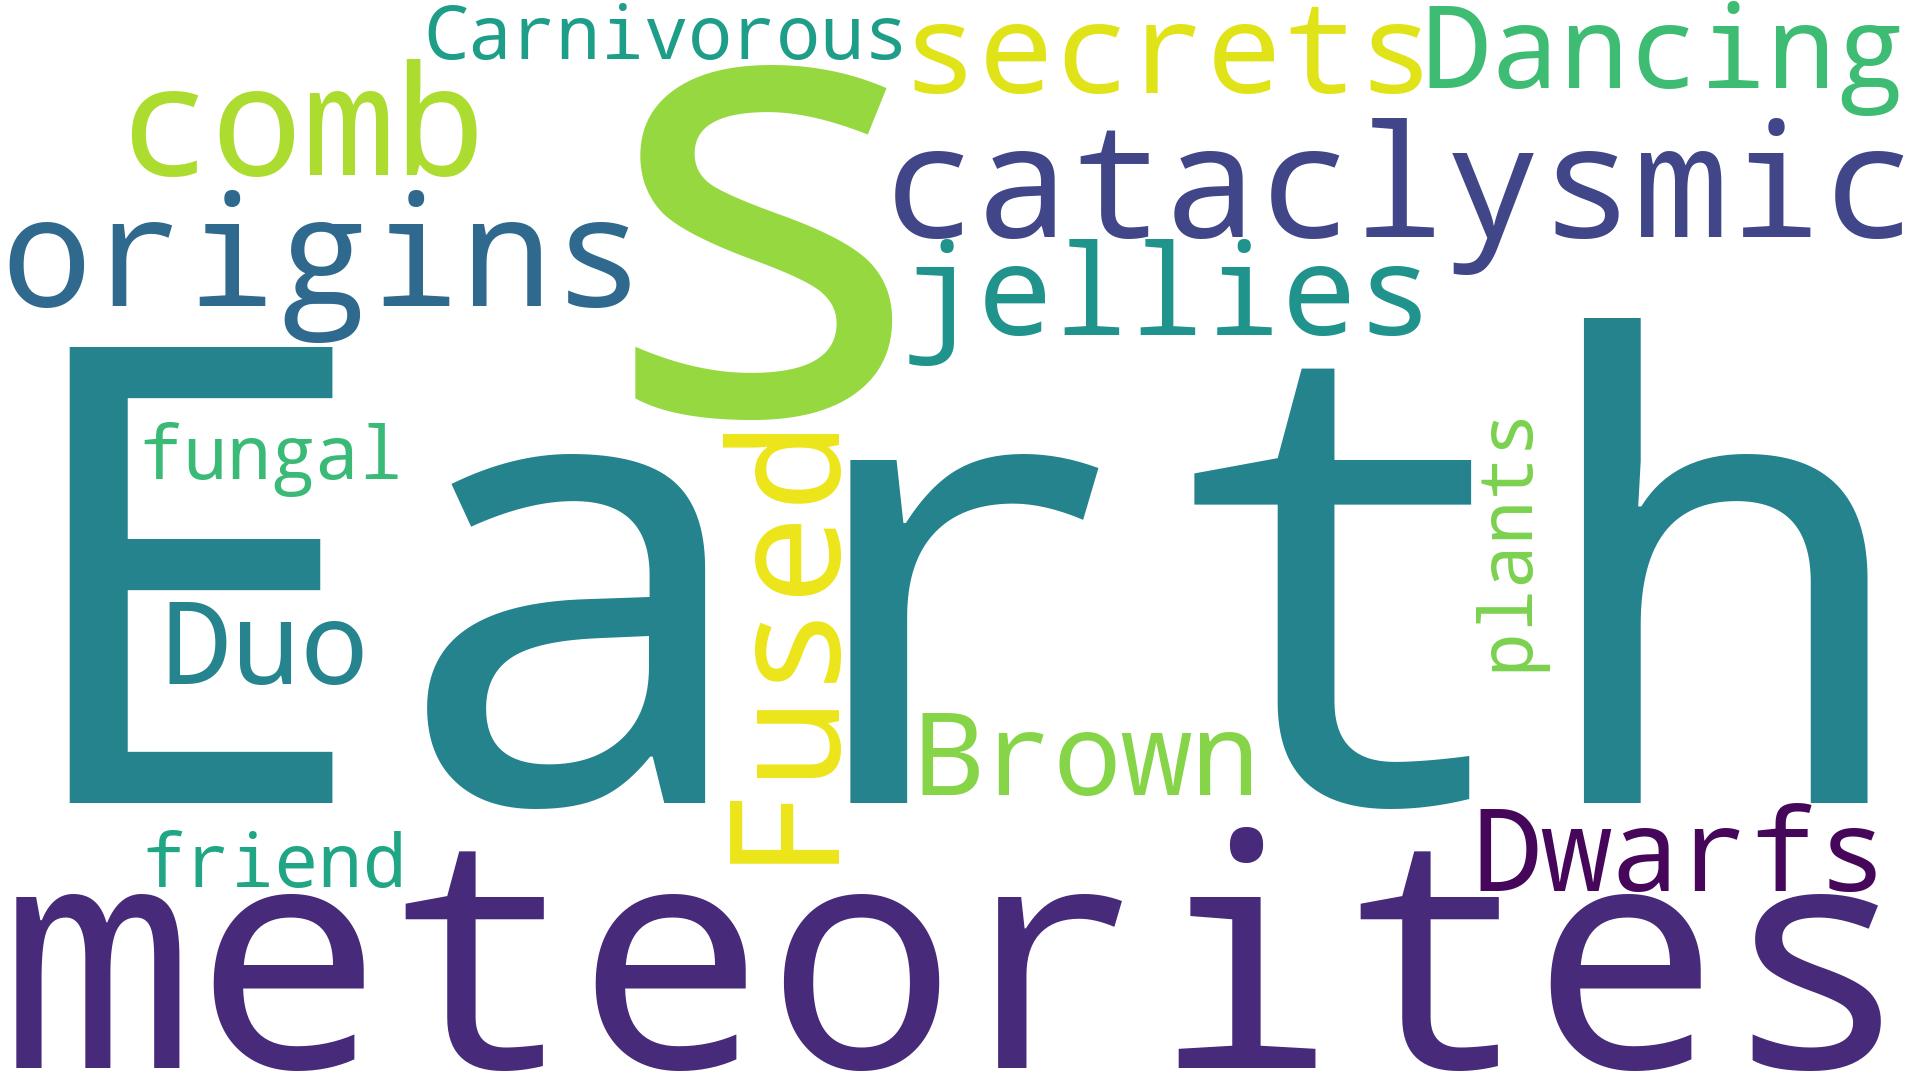 Carnivorous
secrets
Dancing
comb
S
cataclysmic
origins
jellies
Earth
fungal
Fused
plants
Duo
Brown
friend
Dwarfs
meteorites